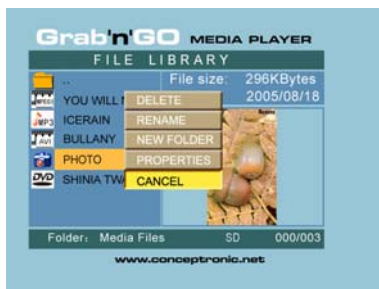 Grab'n'GO MEDIA PLAYER
FILE LIBRARY
..
File size: 296KBytes
2005/08/18
YOU WILL
DELETE
ICERAIN
RENAME
BULLANY
NEW FOLDER
PHOTO
PROPERTIES
SHINIA TW
CANCEL
MP3
AVI
DVD
Folder: Media Files SD 000/003
www.conceptronic.net